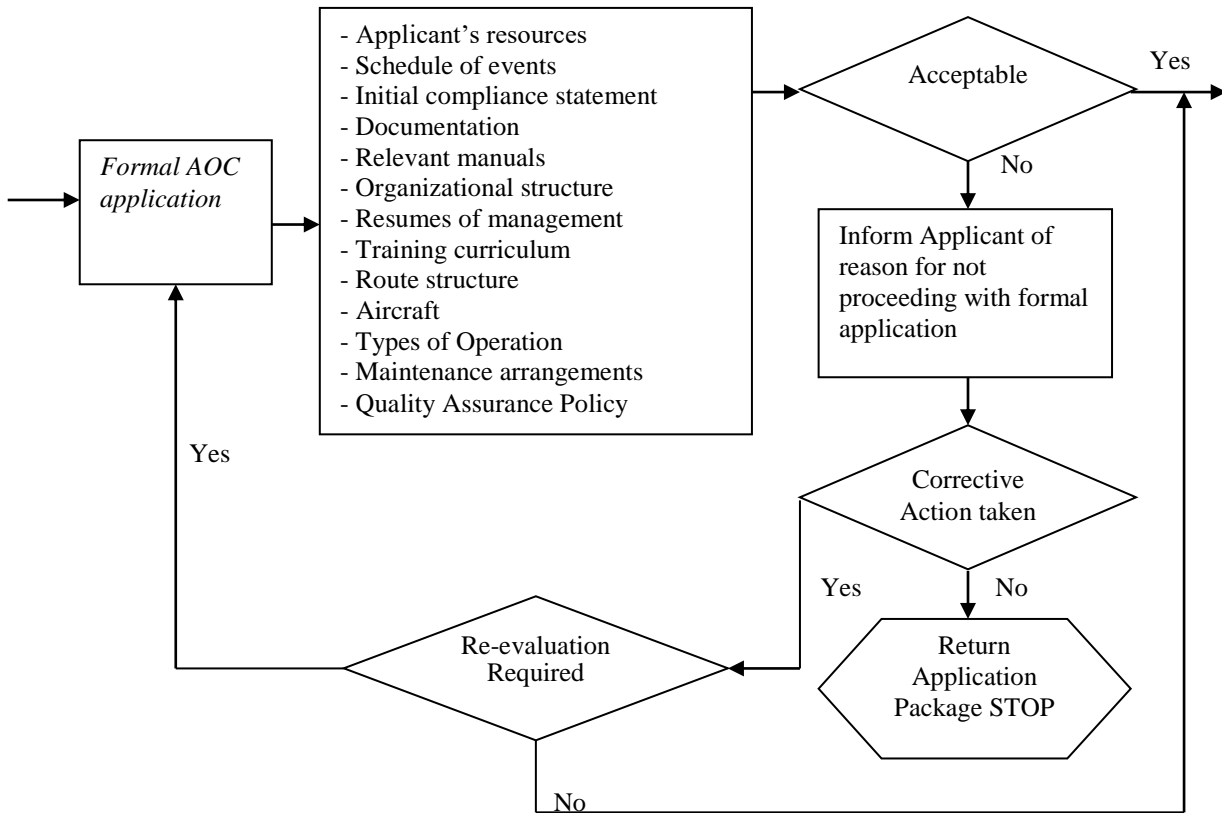 Formal AOC
application
- Applicant’s resources
- Schedule of events
- Initial compliance statement
- Documentation
- Relevant manuals
- Organizational structure
- Resumes of management
- Training curriculum
- Route structure
- Aircraft
- Types of Operation
- Maintenance arrangements
- Quality Assurance Policy
Acceptable
Yes
No
Inform Applicant of
reason for not
proceeding with formal
application
Corrective
Action taken
Yes
No
Return
Application
Package STOP
Re-evaluation
Required
Yes
No